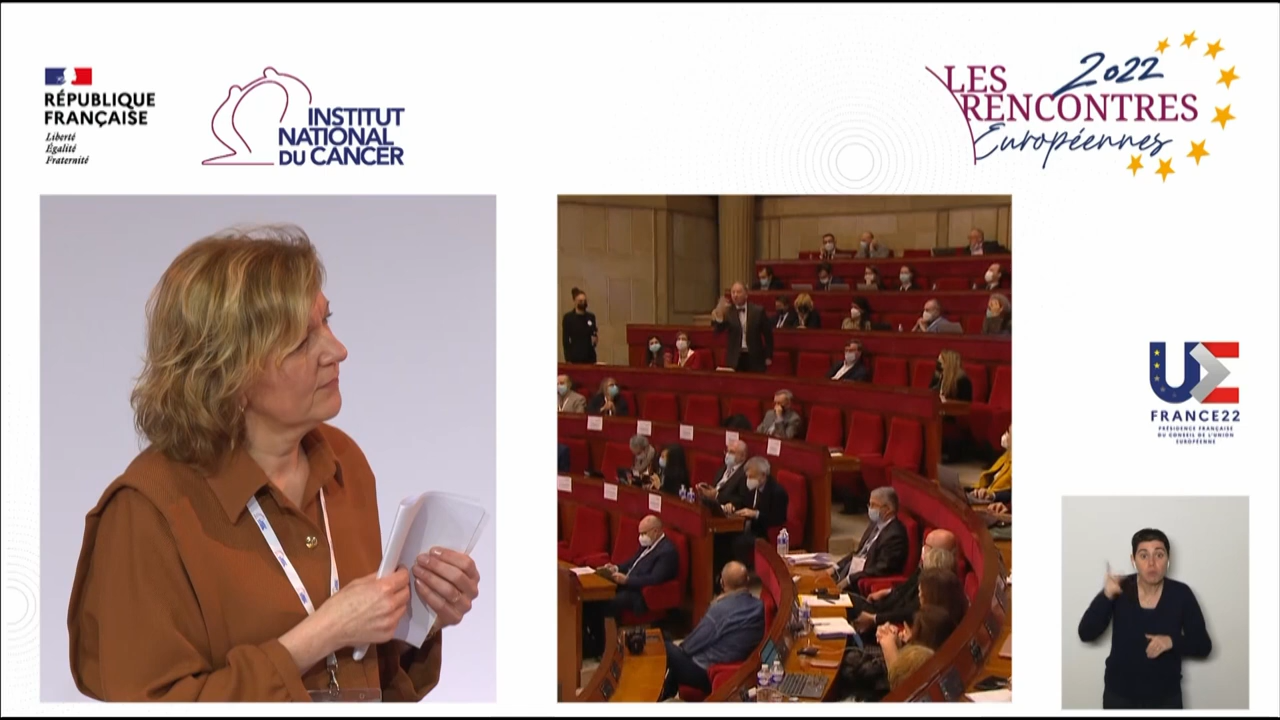 RÉPUBLIQUE
FRANÇAISE
Liberté
Égalité
Fraternité
INSTITUT
NATIONAL
DU CANCER
LES
2022
RENCONTRES
Européennes
UE
FRANCE22
PRÉSIDENCE FRANÇAISE
DU CONSEIL DE L'UNION
EUROPÉENNE